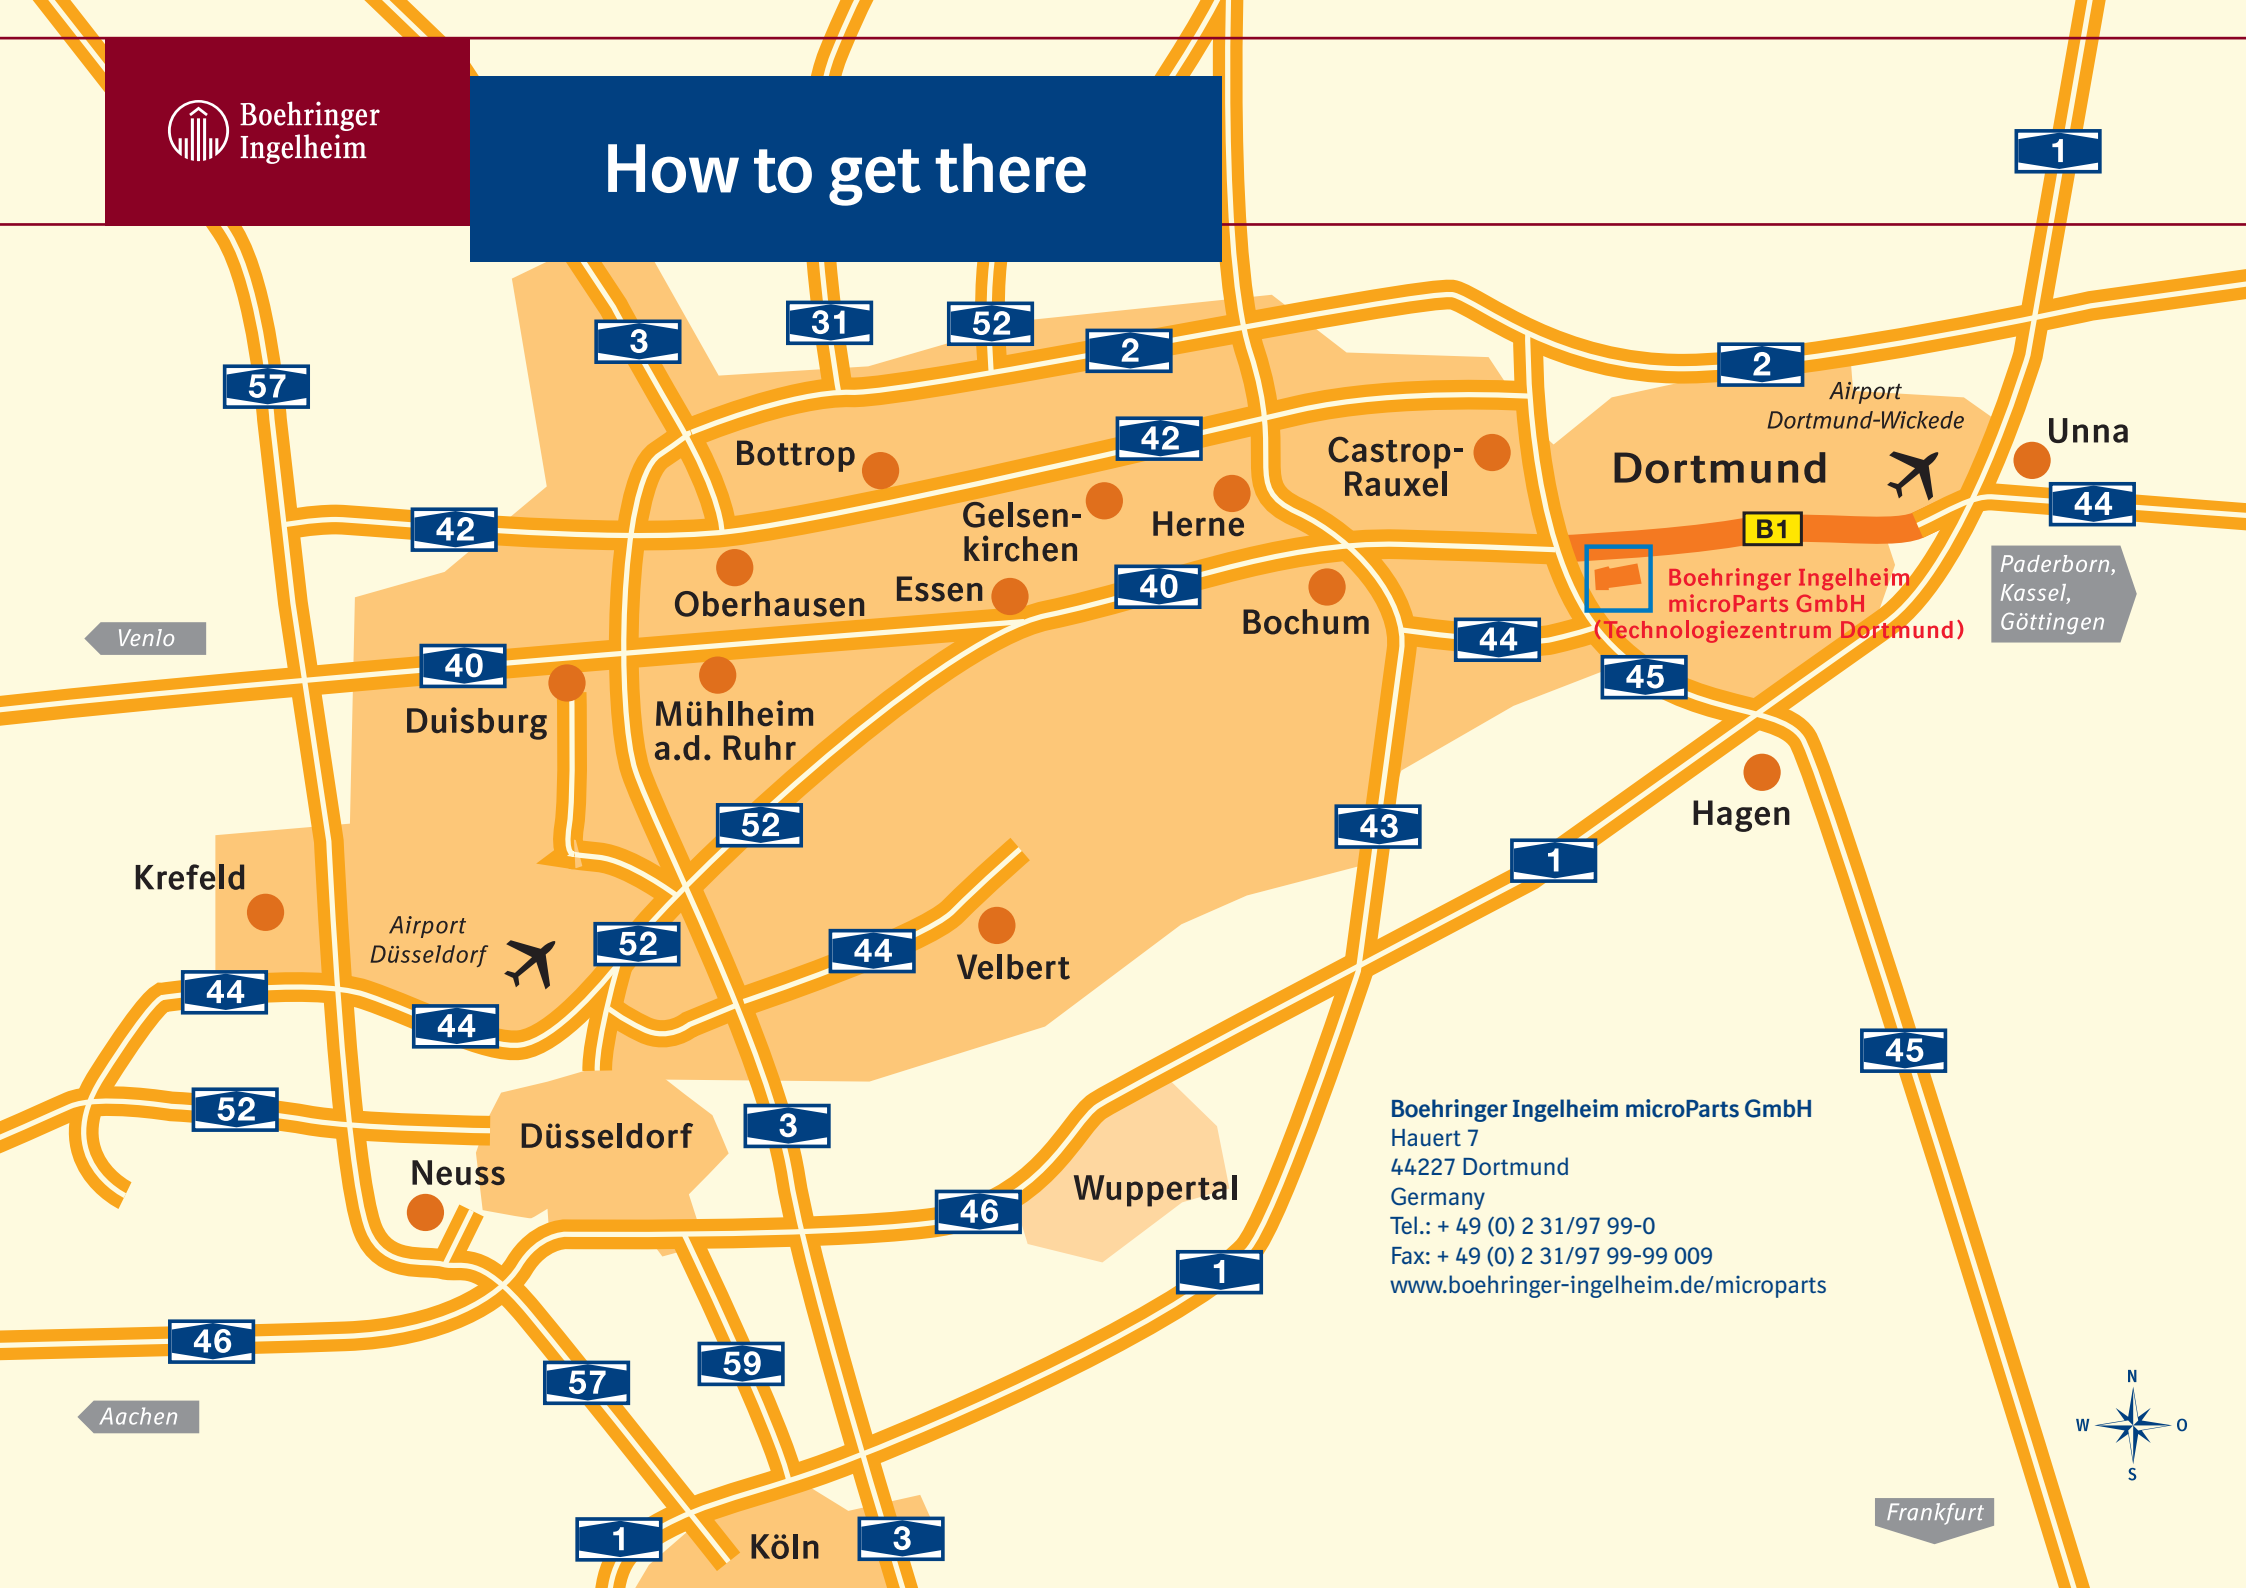 Boehringer
Ingelheim
How to get there
1
57
3
31
52
2
2
Airport
Dortmund-Wickede
Unna
Bottrop
42
Castrop-
Rauxel
Dortmund
44
42
Gelsen-
kirchen
Herne
B1
Paderborn,
Kassel,
Göttingen
Oberhausen
Essen
40
Bochum
Boehringer Ingelheim
microParts GmbH
(Technologiezentrum Dortmund)
Venlo
40
44
45
Duisburg
Mühlheim
a.d. Ruhr
52
43
Hagen
1
Krefeld
Airport
Düsseldorf
52
44
Velbert
44
44
45
52
Düsseldorf
3
Neuss
Wuppertal
46
1
Boehringer Ingelheim microParts GmbH
Hauert 7
44227 Dortmund
Germany
Tel.: + 49 (0) 2 31/97 99-0
Fax: + 49 (0) 2 31/97 99-99 009
www.boehringer-ingelheim.de/microparts
46
57
59
Aachen
N
W
O
S
Frankfurt
1
Köln
3